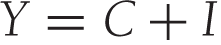 Y = C + I